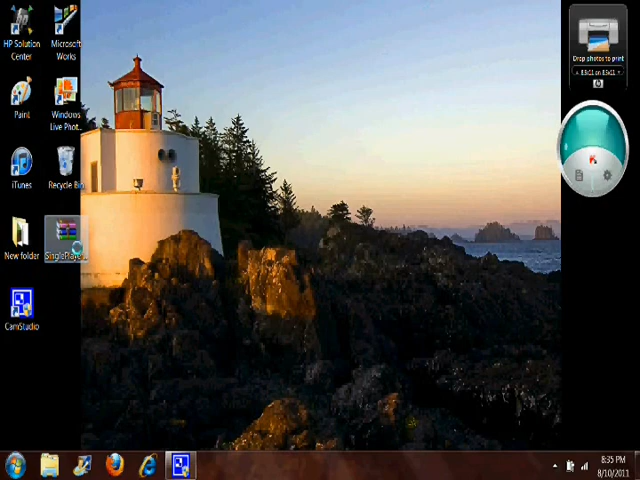 HP Solution
Center
Microsoft
Works
Paint
Windows
Live Phot...
iTunes
Recycle Bin
New folder
SinglePlaye...
CamStudio
Drop photos to print
8:35 PM
8/10/2011